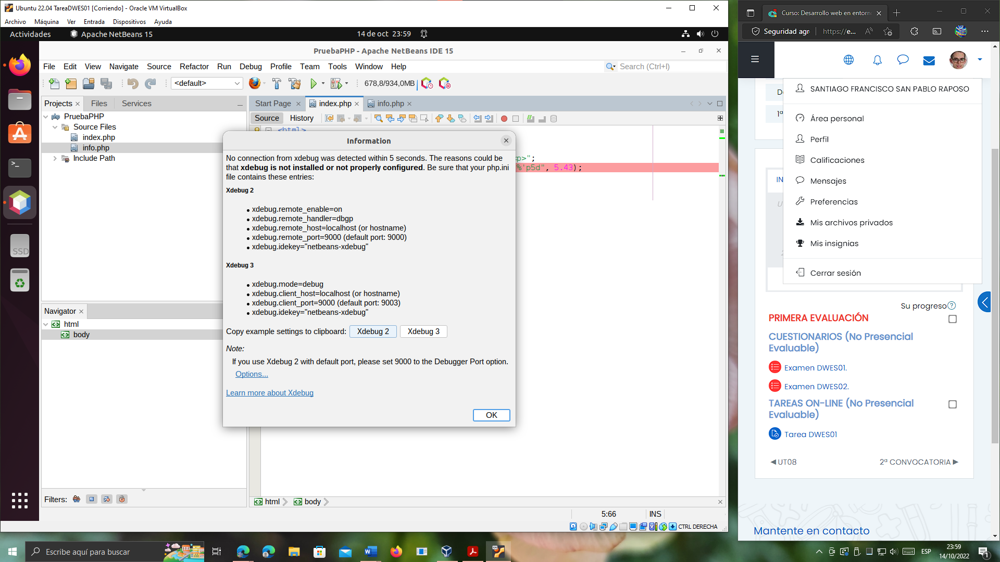 Ubuntu 22.04 TareaDWES01 [Corriendo] - Oracle VM VirtualBox
Archivo Máquina Ver Entrada Dispositivos Ayuda
Actividades Apache NetBeans 15 14 de oct 23:59
PruebaPHP - Apache NetBeans IDE 15
File Edit View Navigate Source Refactor Run Debug Profile Team Tools Window Help
Search (Ctrl+I)
<default>
678,8/934,0MB
Projects Files Services
PruebaPHP
Source Files
index.php
info.php
Include Path
Start Page index.php info.php
Source History
<html>
p>";
%'p5d", 5.43);
Information
No connection from xdebug was detected within 5 seconds. The reasons could be
that xdebug is not installed or not properly configured. Be sure that your php.ini
file contains these entries:
Xdebug 2
xdebug.remote_enable=on
xdebug.remote_handler=dbgp
xdebug.remote_host=localhost (or hostname)
xdebug.remote_port=9000 (default port: 9000)
xdebug.idekey="netbeans-xdebug"
Xdebug 3
xdebug.mode=debug
xdebug.client_host=localhost (or hostname)
xdebug.client_port=9000 (default port: 9003)
xdebug.idekey="netbeans-xdebug"
Copy example settings to clipboard: Xdebug 2 Xdebug 3
Note:
If you use Xdebug 2 with default port, please set 9000 to the Debugger Port option.
Options...
Learn more about Xdebug
OK
Navigator
html
body
Filters:
html body
5:66 INS
CTRL DERECHA
SSD
Curso: Desarrollo web en entorn
Seguridad agr https://e...
SANTIAGO FRANCISCO SAN PABLO RAPOSO
Área personal
Perfil
Calificaciones
Mensajes
Preferencias
Mis archivos privados
Mis insignias
Cerrar sesión
1ª
IN
Su progreso
PRIMERA EVALUACIÓN
CUESTIONARIOS (No Presencial
Evaluable)
Examen DWES01.
Examen DWES02.
TAREAS ON-LINE (No Presencial
Evaluable)
Tarea DWES01
◀ UT08 2ª CONVOCATORIA ▶
Mantente en contacto
Escribe aquí para buscar
ESP
23:59
14/10/2022
1